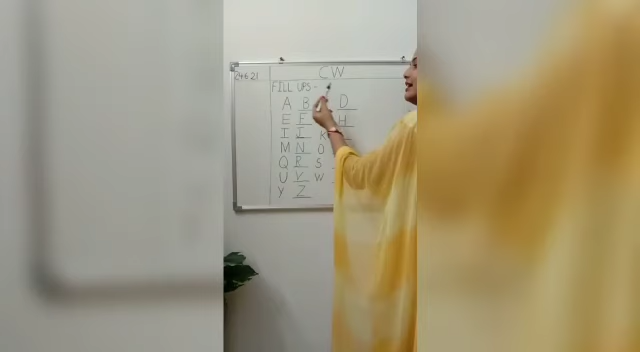 24.6.21 CW
FILL UPS -
A B D
E F H
I J K
M N O
Q R S
U V W
Y Z